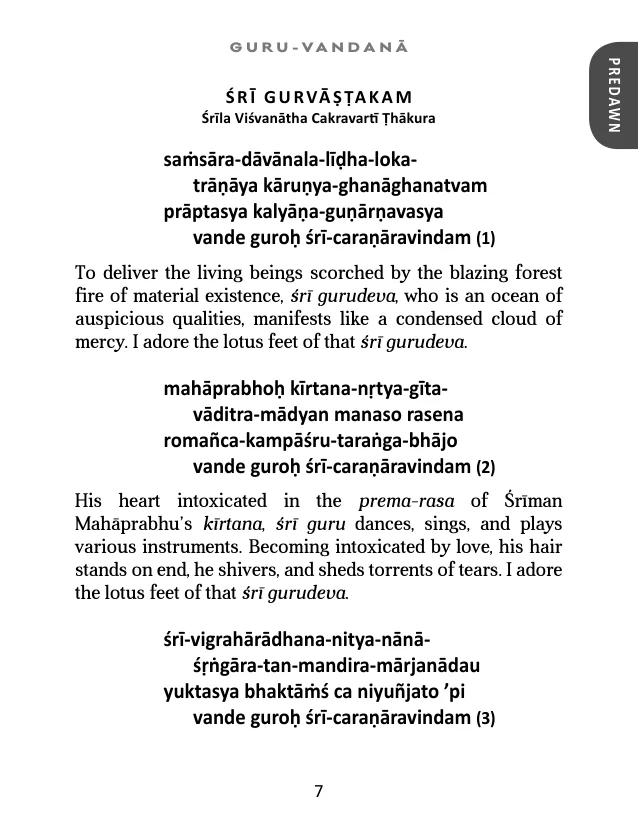 GURU-VANDANĀ
PREDAWN
ŚRĪ GURVĀṢṬAKAM
Śrīla Viśvanātha Cakravartī Ṭhākura
saṁsāra-dāvānala-līḍha-loka-
trāṇāya kāruṇya-ghanāghanatvam
prāptasya kalyāṇa-guṇārṇavasya
vande guroḥ śrī-caraṇāravindam (1)
To deliver the living beings scorched by the blazing forest
fire of material existence, śrī gurudeva, who is an ocean of
auspicious qualities, manifests like a condensed cloud of
mercy. I adore the lotus feet of that śrī gurudeva.
mahāprabhoḥ kīrtana-nṛtya-gīta-
vāditra-mādyan manaso rasena
romañca-kampāśru-taraṅga-bhājo
vande guroḥ śrī-caraṇāravindam (2)
His heart intoxicated in the prema-rasa of Śrīman
Mahāprabhu’s kīrtana, śrī guru dances, sings, and plays
various instruments. Becoming intoxicated by love, his hair
stands on end, he shivers, and sheds torrents of tears. I adore
the lotus feet of that śrī gurudeva.
śrī-vigrahārādhana-nitya-nānā-
śṛṅgāra-tan-mandira-mārjanādau
yuktasya bhaktāṁś ca niyuñjato ’pi
vande guroḥ śrī-caraṇāravindam (3)
7